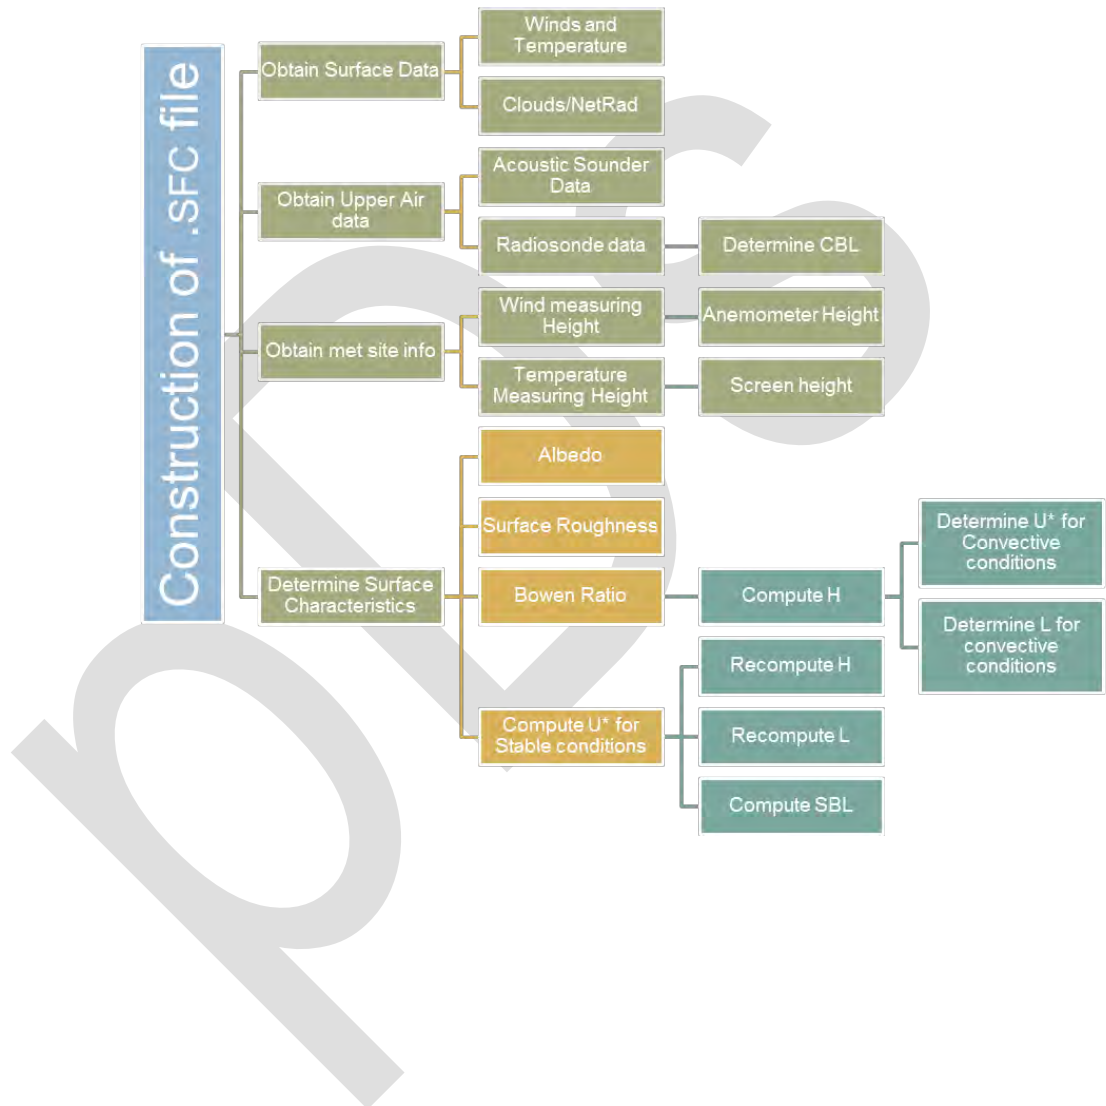 Construction of .SFC file
Obtain Surface Data
Winds and
Temperature
Clouds/NetRad
Obtain Upper Air
data
Acoustic Sounder
Data
Radiosonde data
Determine CBL
Obtain met site info
Wind measuring
Height
Anemometer Height
Temperature
Measuring Height
Screen height
Determine Surface
Characteristics
Albedo
Surface Roughness
Bowen Ratio
Compute H
Determine U* for
Convective
conditions
Determine L for
convective
conditions
Compute U* for
Stable conditions
Recompute H
Recompute L
Compute SBL
pDs